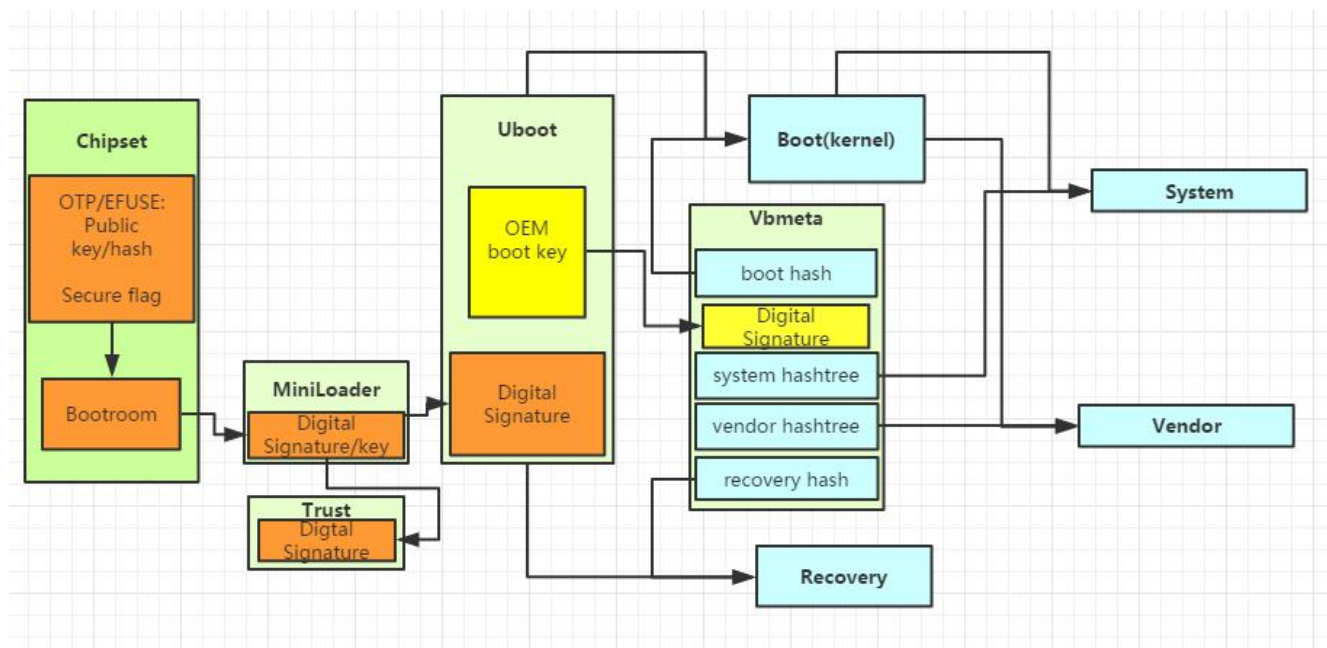 Chipset
OTP/EFUSE:
Public
key/hash
Secure flag
Bootroom
MiniLoader
Digital
Signature/key
Trust
Digtal
Signature
Uboot
OEM
boot key
Digital
Signature
Boot(kernel)
Vbmeta
boot hash
Digital
Signature
system hashtree
vendor hashtree
recovery hash
System
Vendor
Recovery